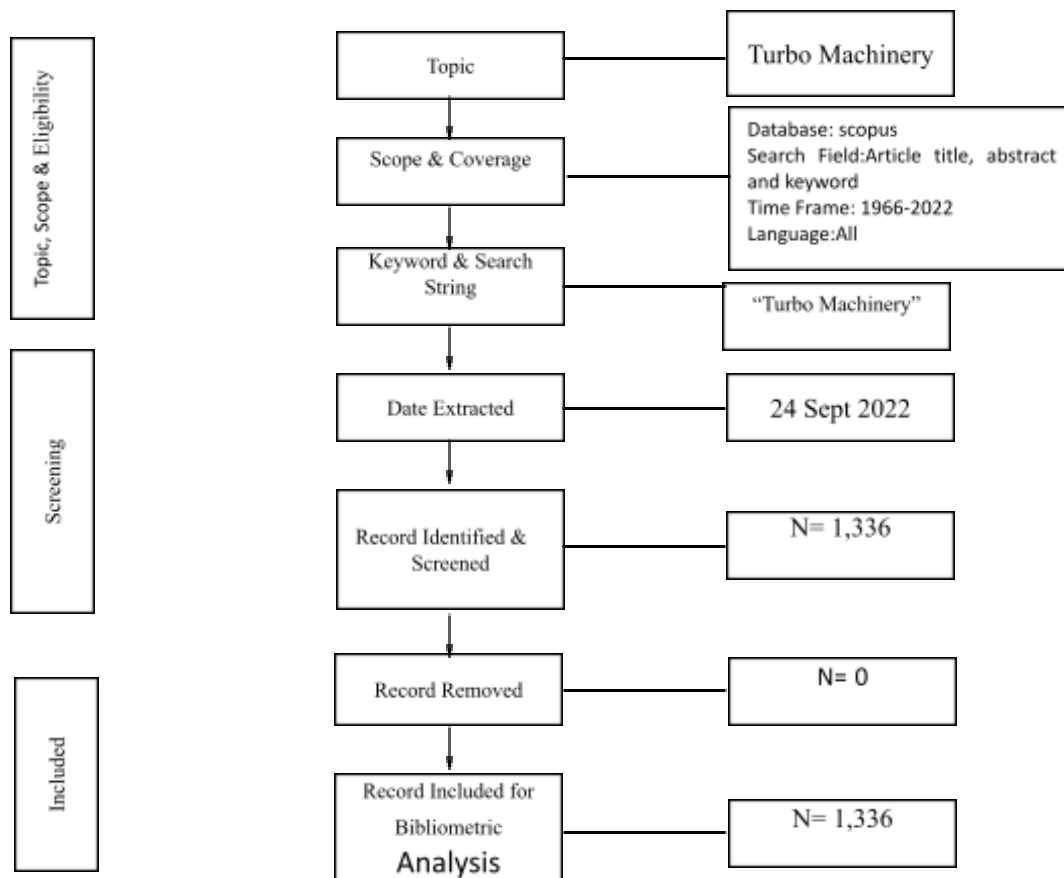 Topic, Scope & Eligibility
Topic
Turbo Machinery
Scope & Coverage
Database: scopus
Search Field:Article title, abstract
and keyword
Time Frame: 1966-2022
Language:All
Keyword & Search
String
“Turbo Machinery”
Screening
Date Extracted
24 Sept 2022
Record Identified &
Screened
N= 1,336
Included
Record Removed
N= 0
Record Included for
Bibliometric
Analysis
N= 1,336